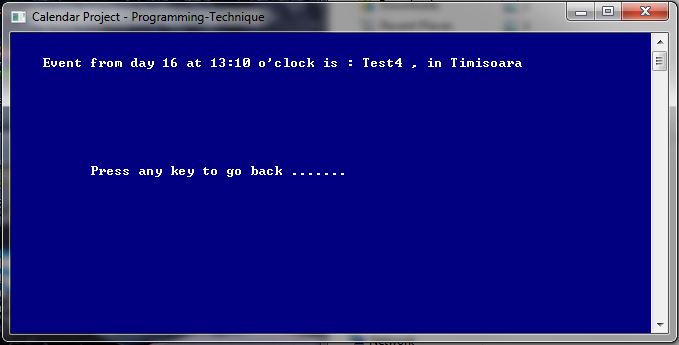 Calendar Project - Programming-Technique
Event from day 16 at 13:10 o'clock is : Test4 , in Timisoara
Press any key to go back .......